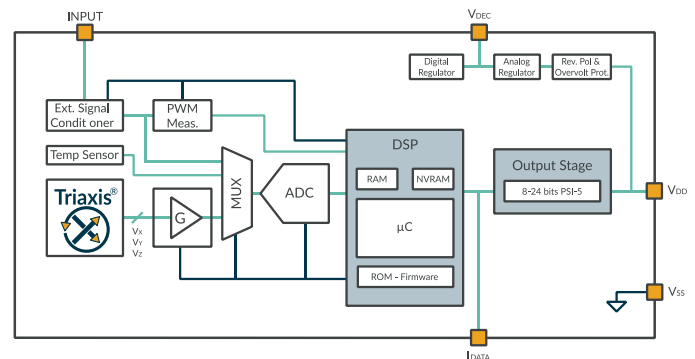 INPUT
VDEC
Digital Regulator
Analog Regulator
Rev. Pol & Overvolt Prot.
Ext. Signal
Condit oner
PWM
Meas.
DSP
Temp Sensor
MUX
RAM
NVRAM
Output Stage
8-24 bits PSI-5
Triaxis®
G
ADC
VDD
VX
VY
VZ
µC
ROM - Firmware
VSS
IDATA